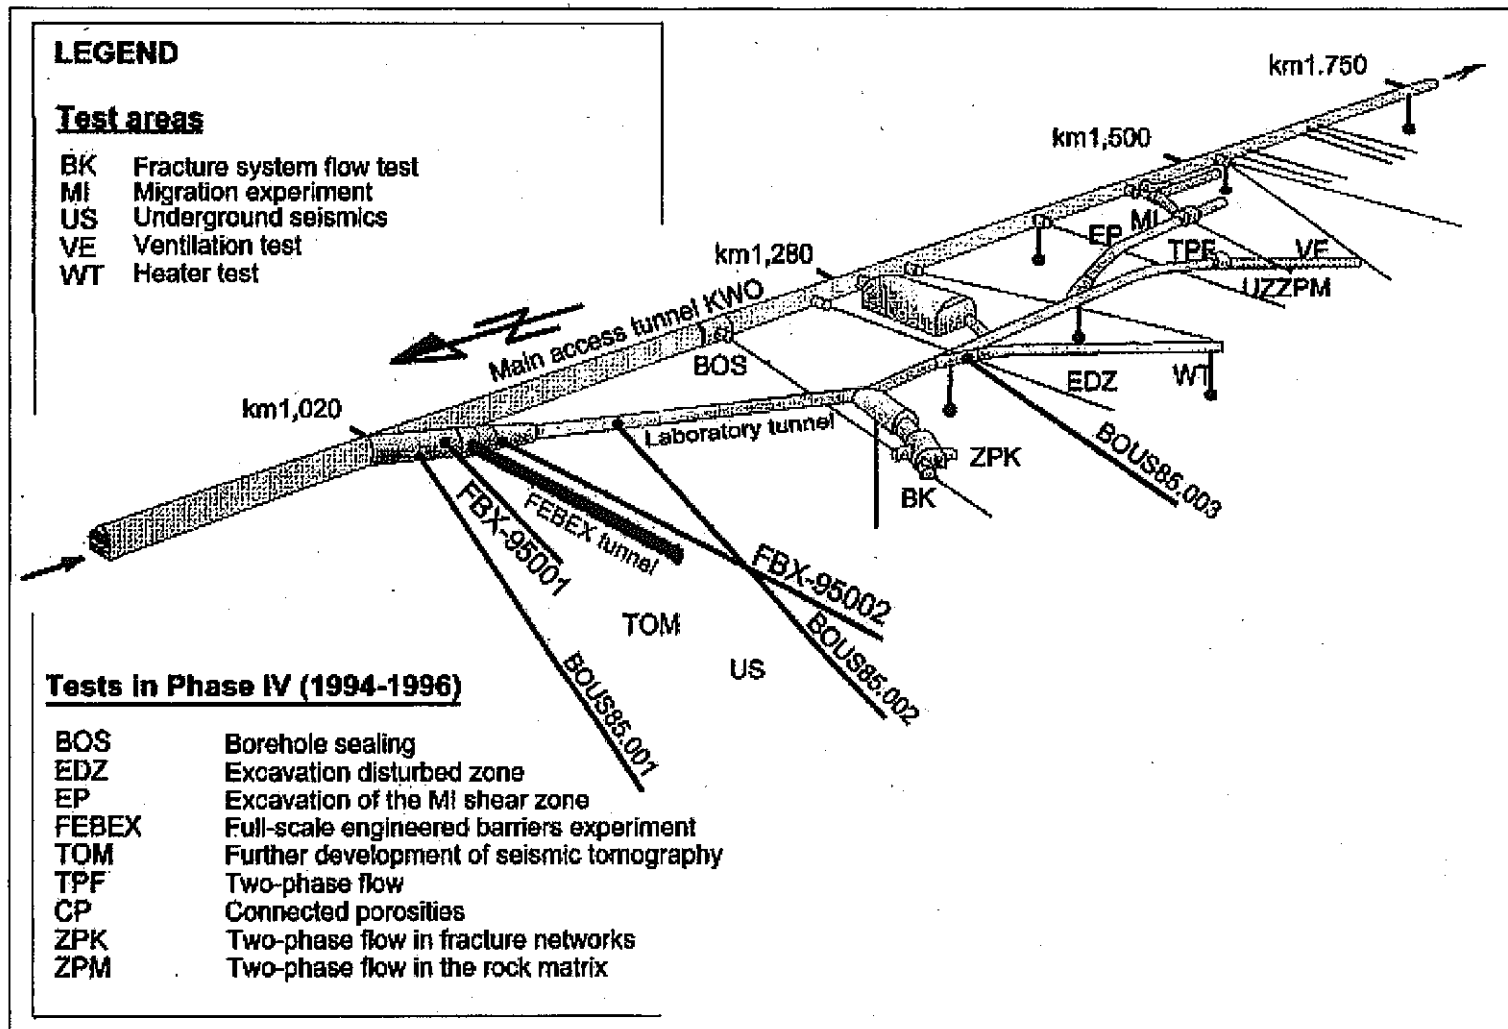 LEGEND
Test areas
BK Fracture system flow test
MI Migration experiment
US Underground seismics
VE Ventilation test
WT Heater test
km1.750
km1,500
km1,280
km1,020
Main access tunnel KWO
BOS
EP
MI
TPF
VE
UZZPM
EDZ
WT
Laboratory tunnel
ZPK
BK
BOUS85.003
FBX-95001
FEBEX tunnel
FBX-95002
TOM
BOUS85.002
US
BOUS85.001
Tests in Phase IV (1994-1996)
BOS Borehole sealing
EDZ Excavation disturbed zone
EP Excavation of the MI shear zone
FEBEX Full-scale engineered barriers experiment
TOM Further development of seismic tomography
TPF Two-phase flow
CP Connected porosities
ZPK Two-phase flow in fracture networks
ZPM Two-phase flow in the rock matrix